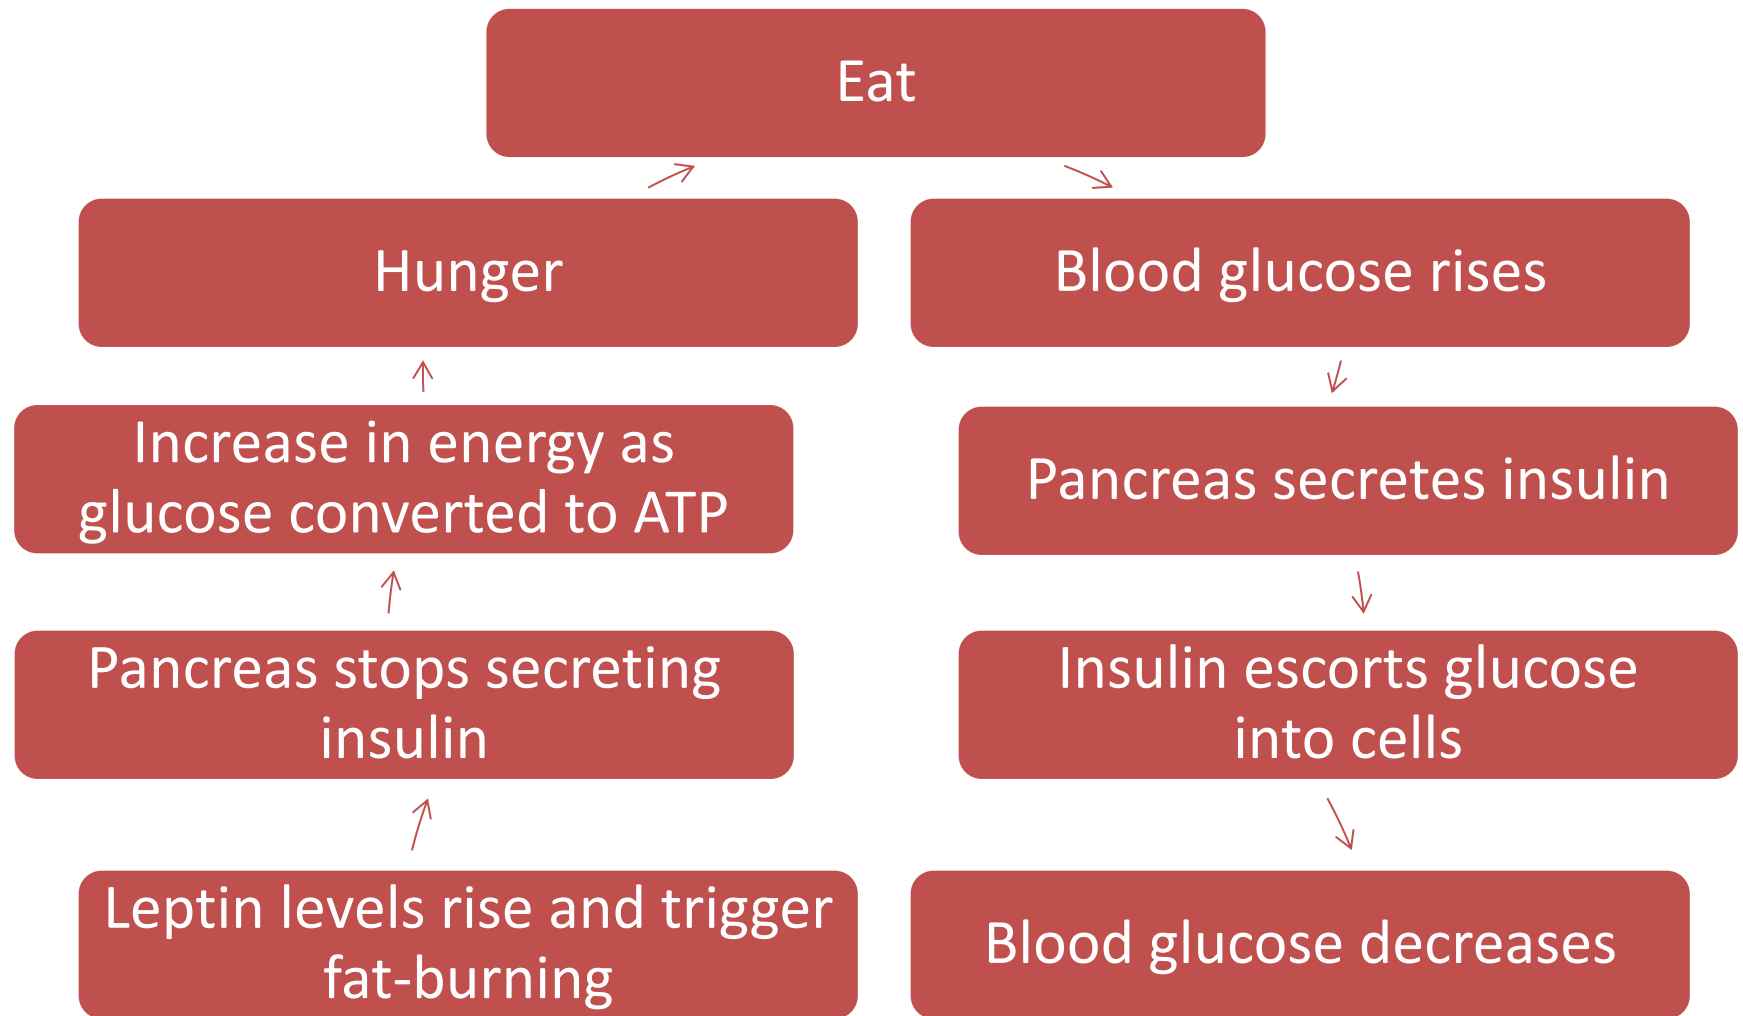 Eat
Hunger
Blood glucose rises
Increase in energy as
glucose converted to ATP
Pancreas secretes insulin
Pancreas stops secreting
insulin
Insulin escorts glucose
into cells
Leptin levels rise and trigger
fat-burning
Blood glucose decreases